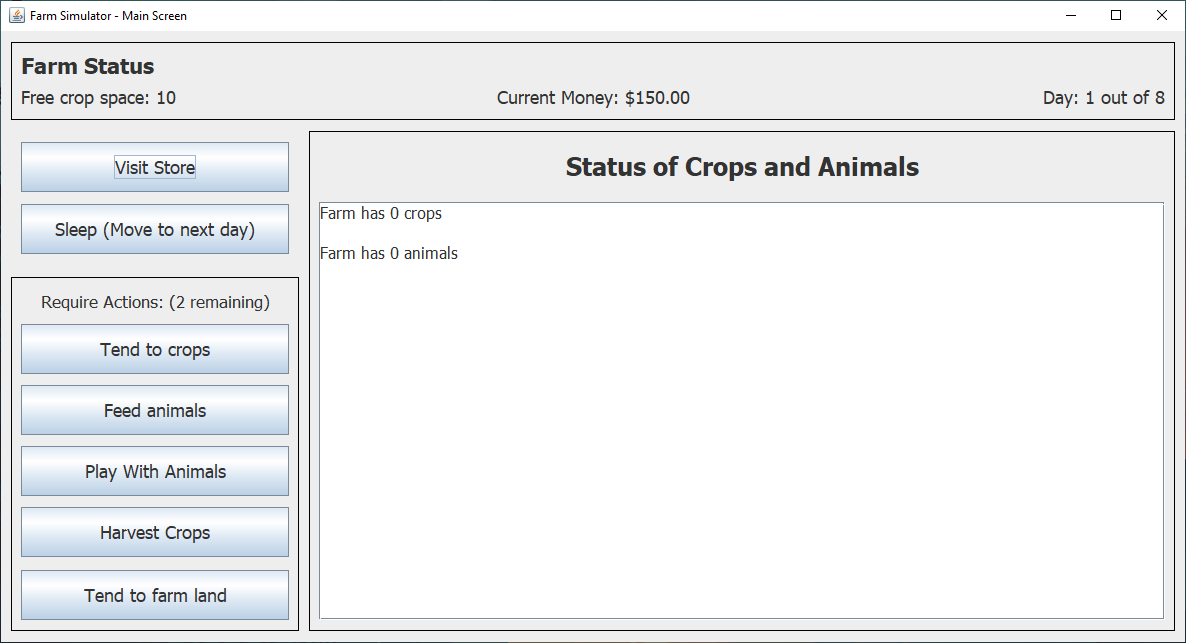 Farm Simulator - Main Screen
Farm Status
Free crop space: 10 Current Money: $150.00 Day: 1 out of 8
Visit Store
Sleep (Move to next day)
Require Actions: (2 remaining)
Tend to crops
Feed animals
Play With Animals
Harvest Crops
Tend to farm land
Status of Crops and Animals
Farm has 0 crops
Farm has 0 animals